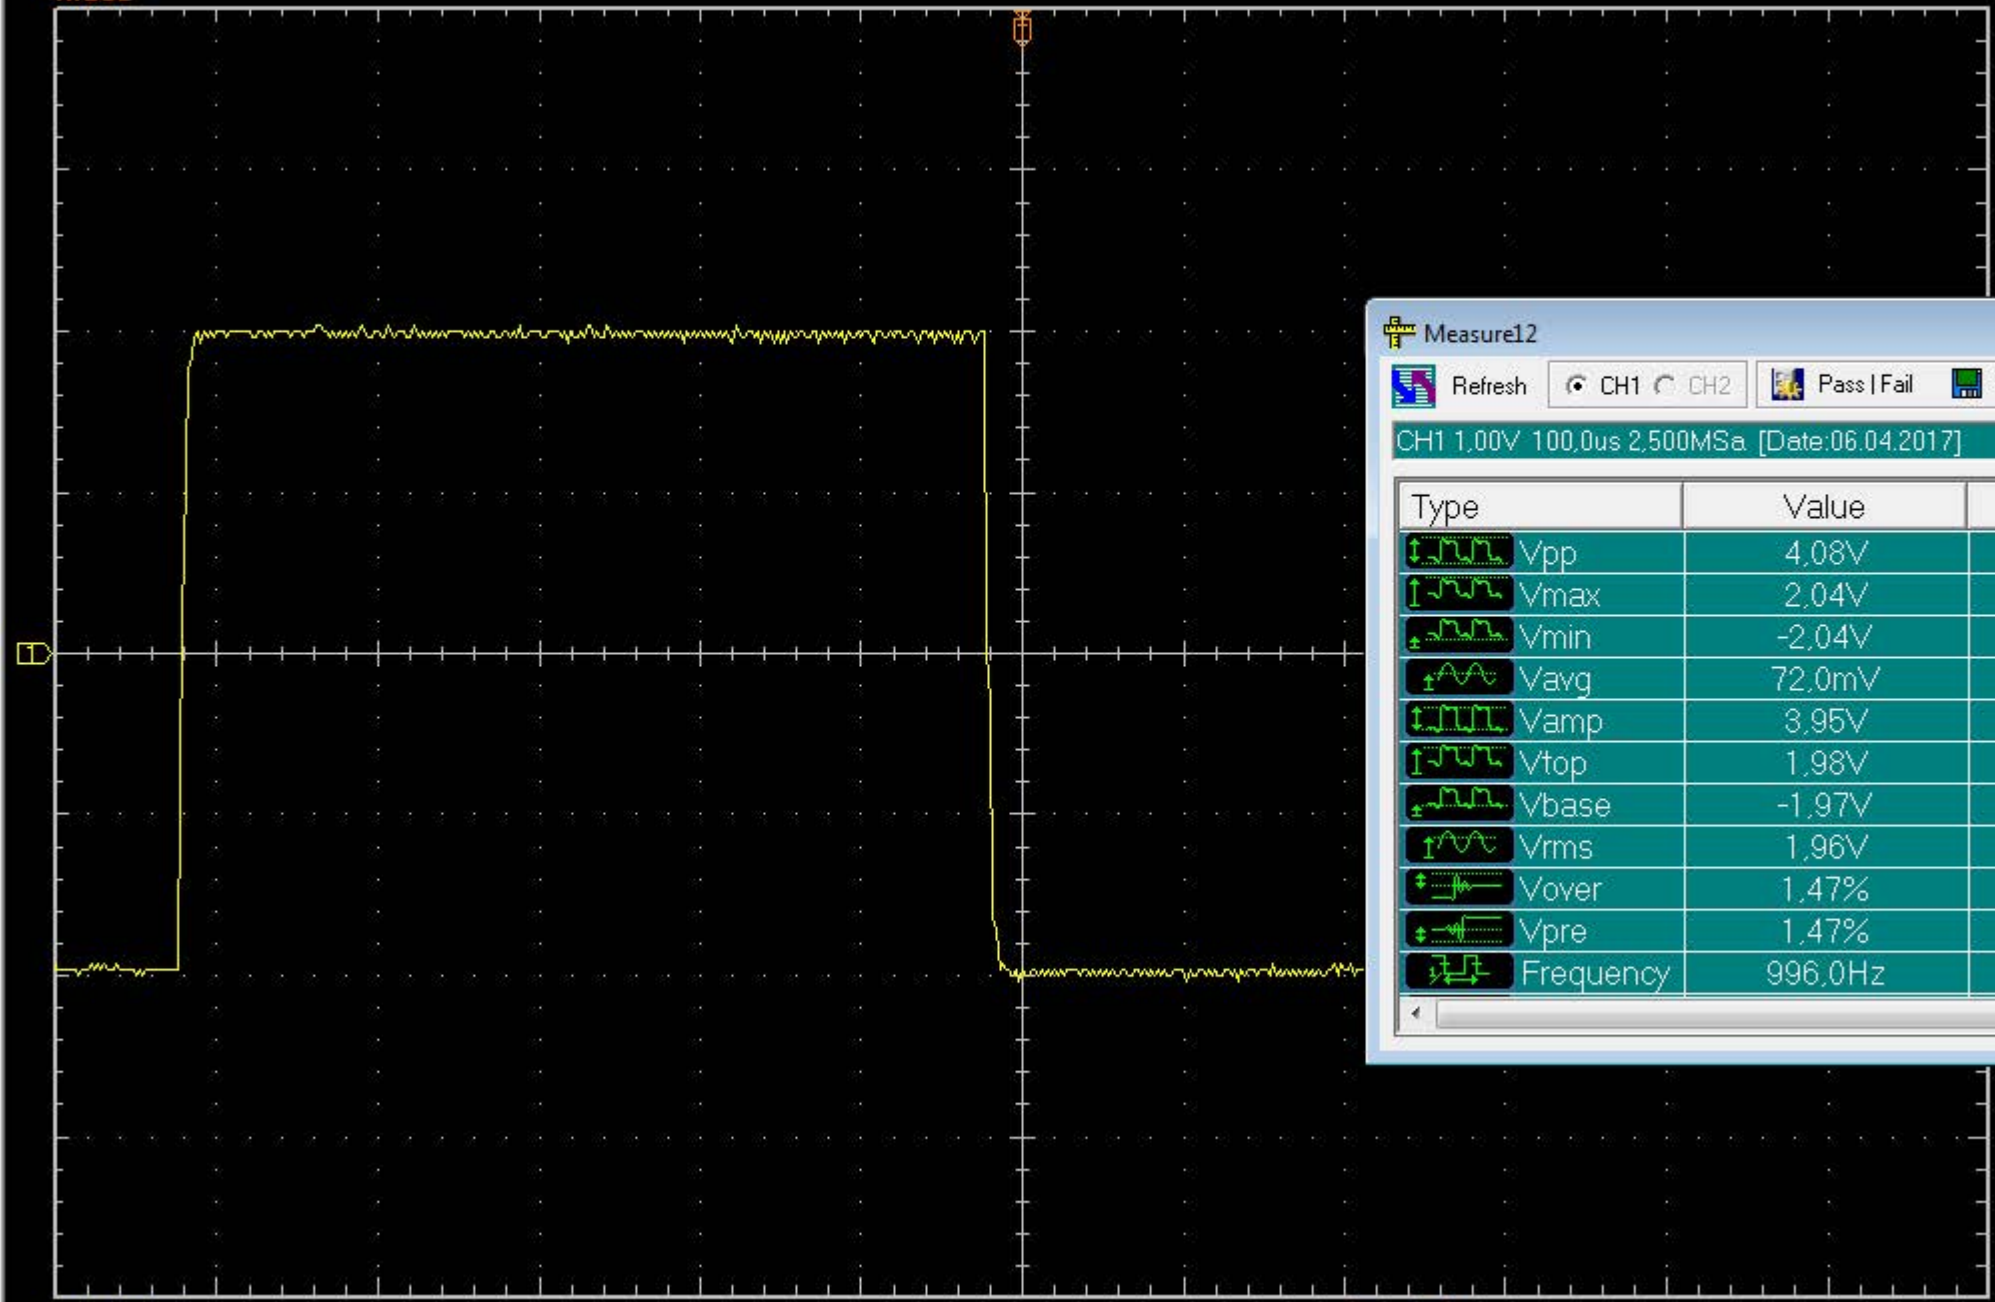 T
1
Measure12
Refresh CH1 CH2 Pass | Fail
CH1 1,00V 100,0us 2,500MSa [Date:06.04.2017]
Type Value
Vpp 4,08V
Vmax 2,04V
Vmin -2,04V
Vavg 72,0mV
Vamp 3,95V
Vtop 1,98V
Vbase -1,97V
Vrms 1,96V
Vover 1,47%
Vpre 1,47%
Frequency 996,0Hz